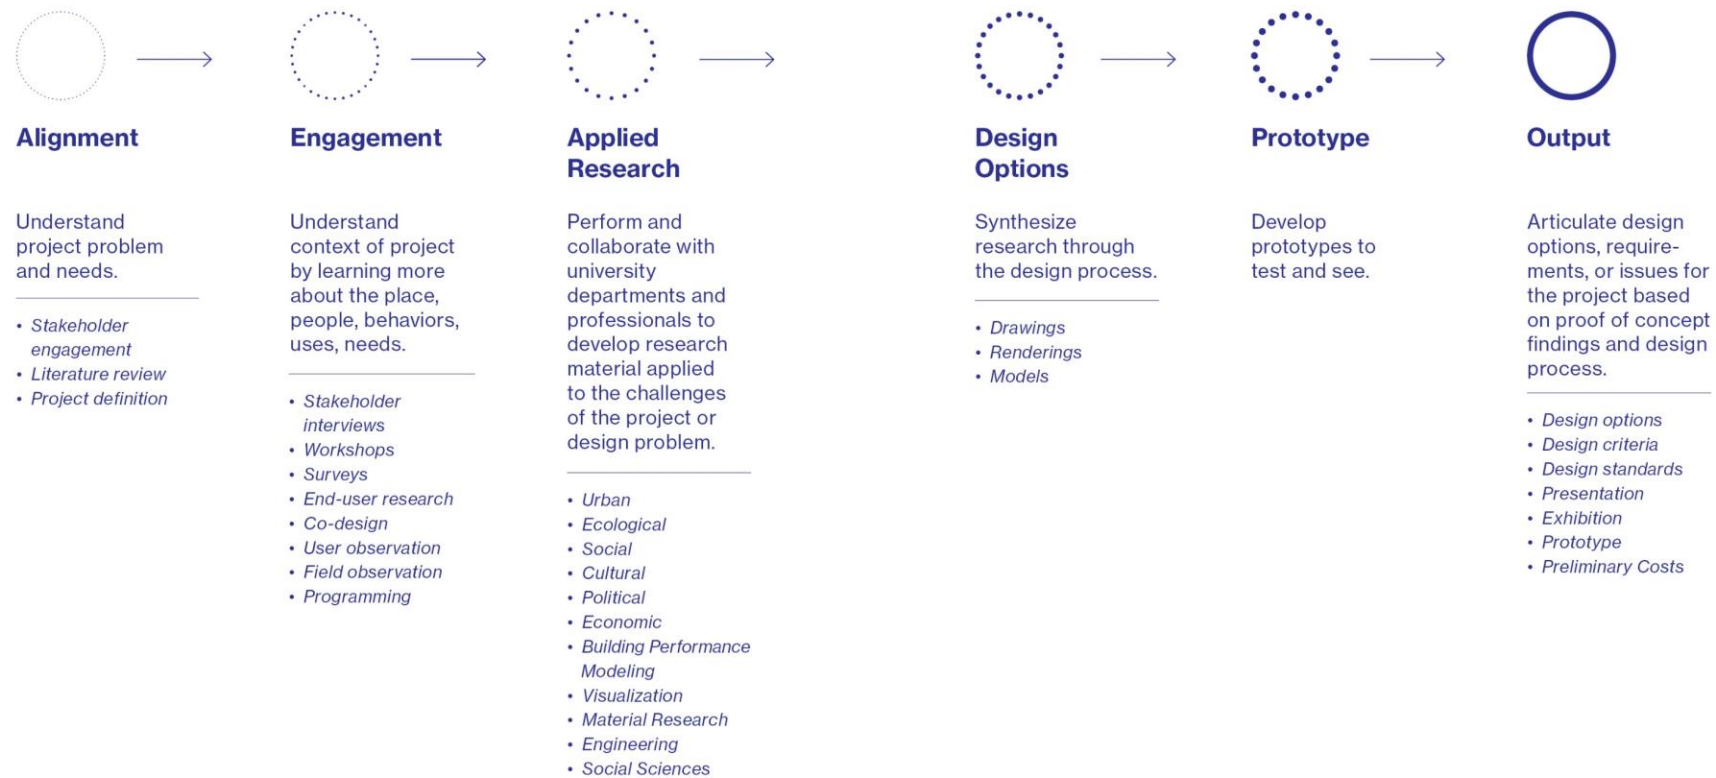 Alignment
Understand
project problem
and needs.
• Stakeholder
engagement
• Literature review
• Project definition
Engagement
Understand
context of project
by learning more
about the place,
people, behaviors,
uses, needs.
• Stakeholder
interviews
• Workshops
• Surveys
• End-user research
• Co-design
• User observation
• Field observation
• Programming
Applied
Research
Perform and
collaborate with
university
departments and
professionals to
develop research
material applied
to the challenges
of the project or
design problem.
• Urban
• Ecological
• Social
• Cultural
• Political
• Economic
• Building Performance
Modeling
• Visualization
• Material Research
• Engineering
• Social Sciences
Design
Options
Synthesize
research through
the design process.
• Drawings
• Renderings
• Models
Prototype
Develop
prototypes to
test and see.
Output
Articulate design
options, require-
ments, or issues for
the project based
on proof of concept
findings and design
process.
• Design options
• Design criteria
• Design standards
• Presentation
• Exhibition
• Prototype
• Preliminary Costs